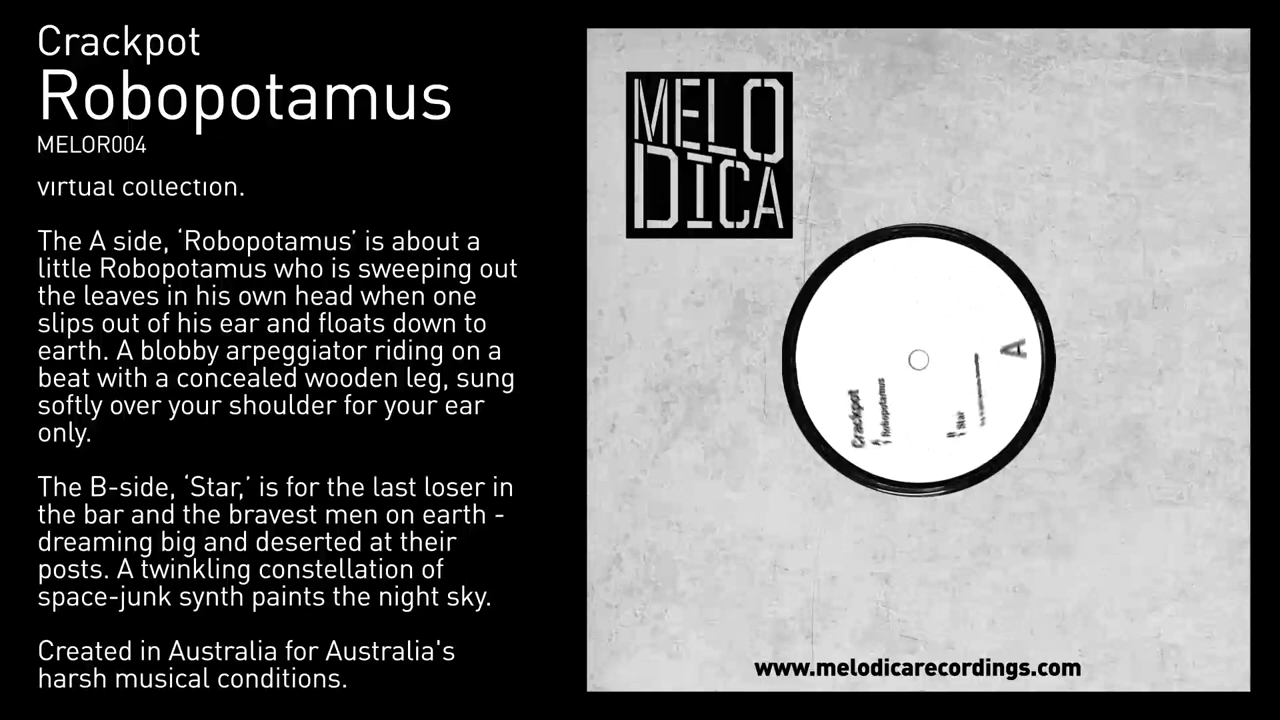 Crackpot
Robopotamus
MELOR004
virtual collection.
The A side, ‘Robopotamus’ is about a
little Robopotamus who is sweeping out
the leaves in his own head when one
slips out of his ear and floats down to
earth. A blobby arpeggiator riding on a
beat with a concealed wooden leg, sung
softly over your shoulder for your ear
only.
The B-side, ‘Star,’ is for the last loser in
the bar and the bravest men on earth -
dreaming big and deserted at their
posts. A twinkling constellation of
space-junk synth paints the night sky.
Created in Australia for Australia's
harsh musical conditions.
MELO
DICA
Crackpot
Robopotamus
Star
A
www.melodicarecordings.com